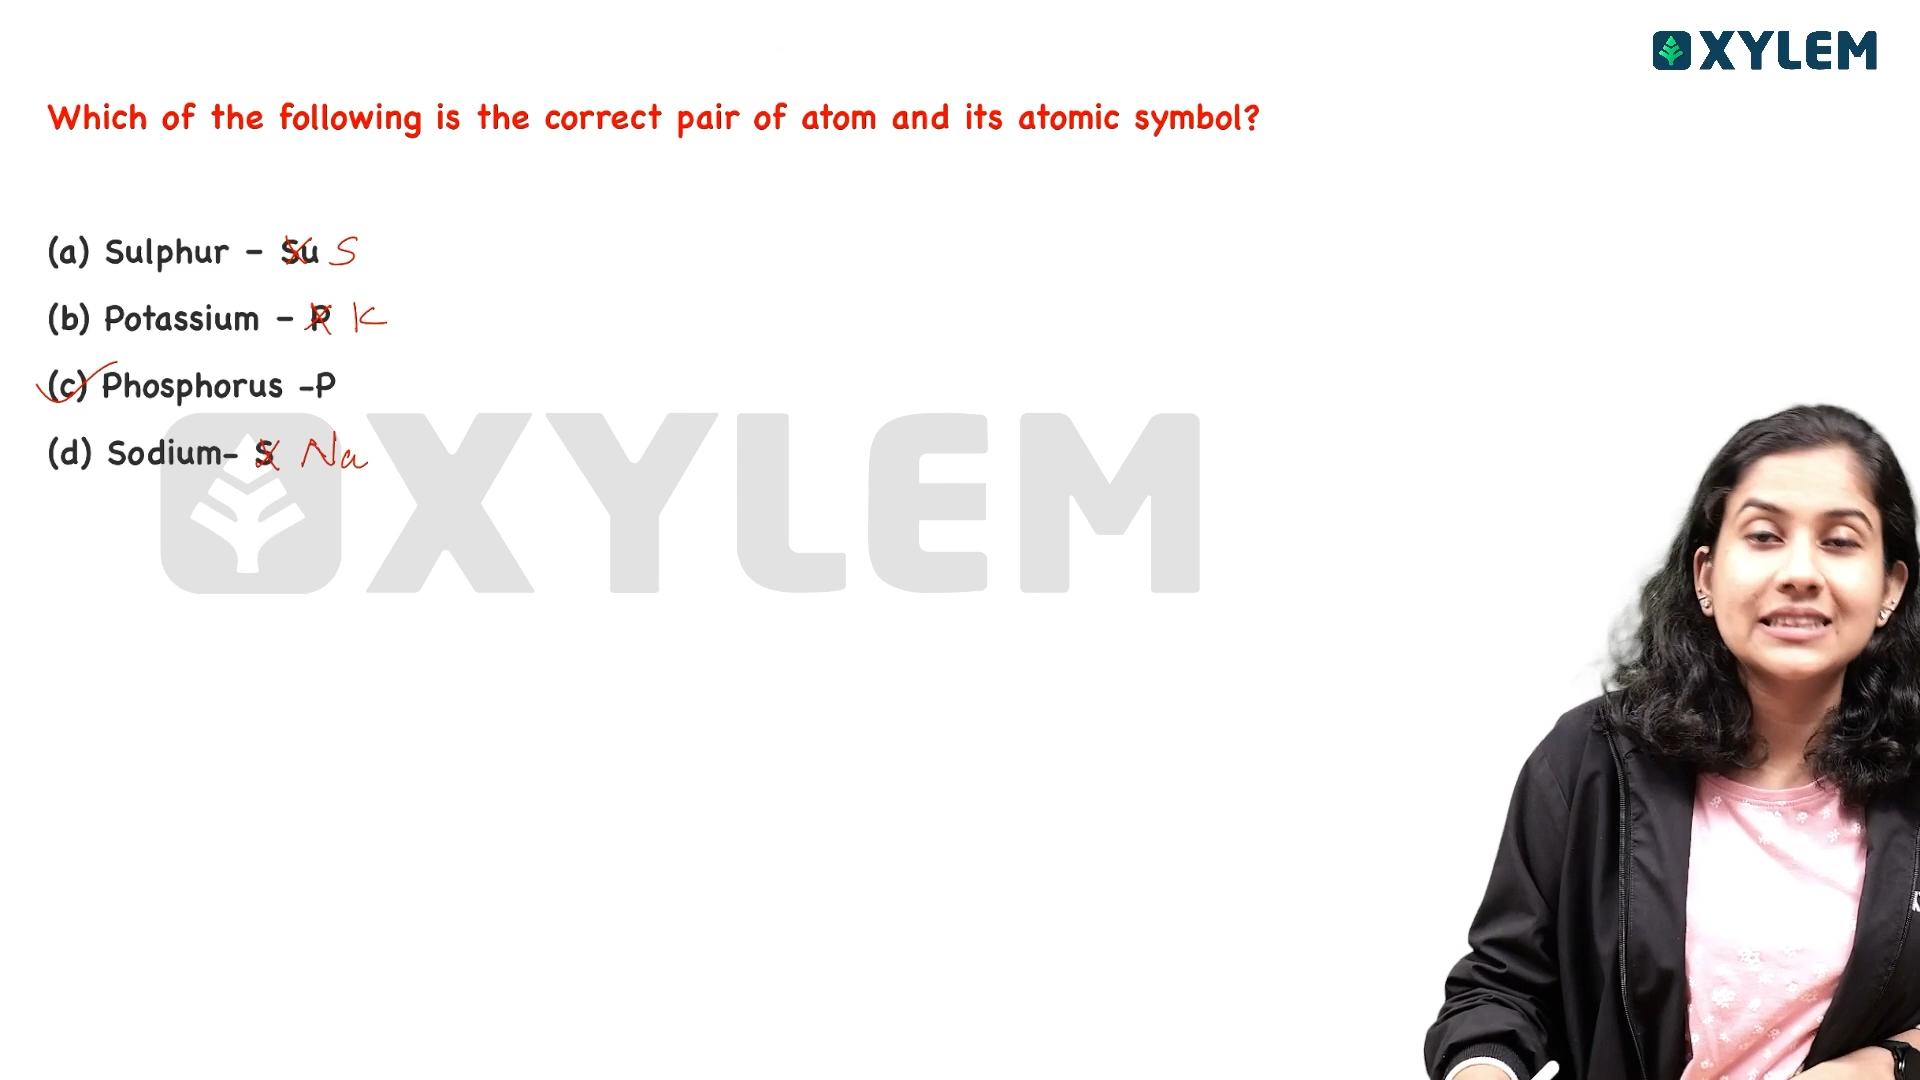 XYLEM
Which of the following is the correct pair of atom and its atomic symbol?
(a) Sulphur - Su S
(b) Potassium - P K
(c) Phosphorus -P
(d) Sodium- S Na
XYLEM